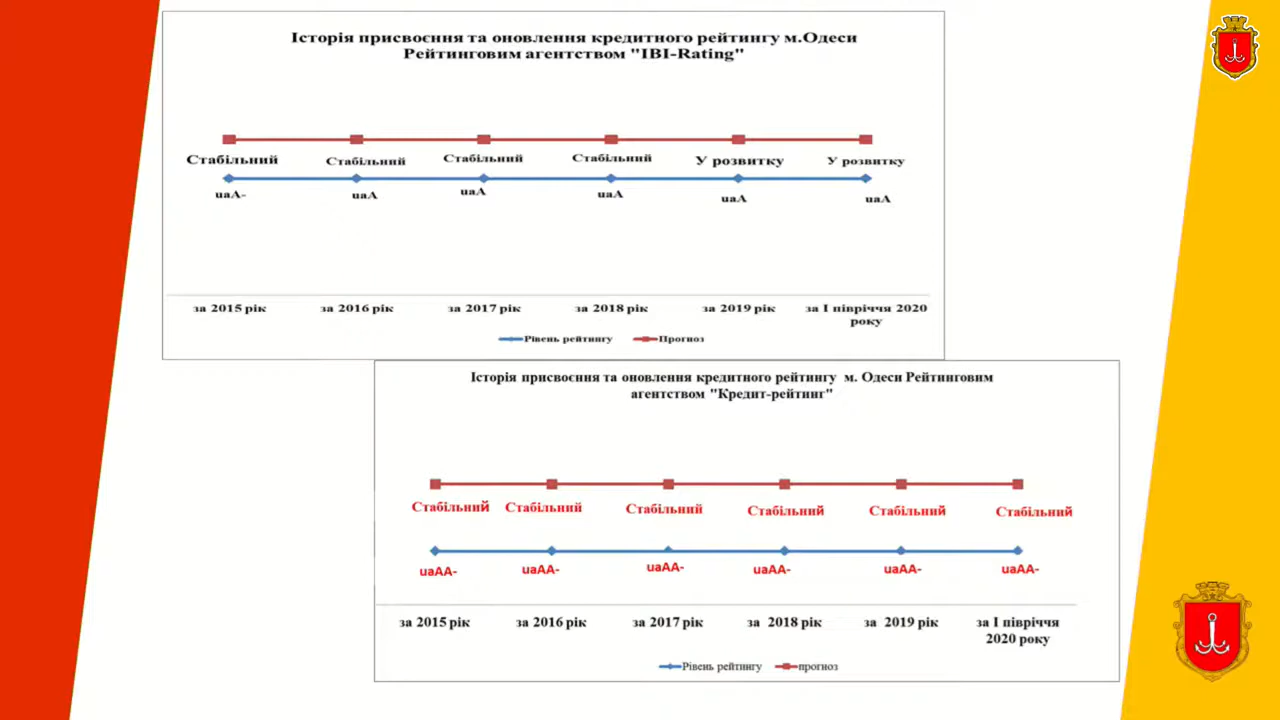 Історія присвоєння та оновлення кредитного рейтингу м.Одеси
Рейтинговим агентством "IBI-Rating"
Стабільний Стабільний Стабільний Стабільний У розвитку У розвитку
uaA- uaA uaA uaA uaA uaA
за 2015 рік за 2016 рік за 2017 рік за 2018 рік за 2019 рік за І півріччя 2020
року
Рівень рейтингу Прогноз
Історія присвоєння та оновлення кредитного рейтингу м. Одеси Рейтинговим
агентством "Кредит-рейтинг"
Стабільний Стабільний Стабільний Стабільний Стабільний Стабільний
uaAA- uaAA- uaAA- uaAA- uaAA- uaAA-
за 2015 рік за 2016 рік за 2017 рік за 2018 рік за 2019 рік за І півріччя
2020 року
Рівень рейтингу прогноз